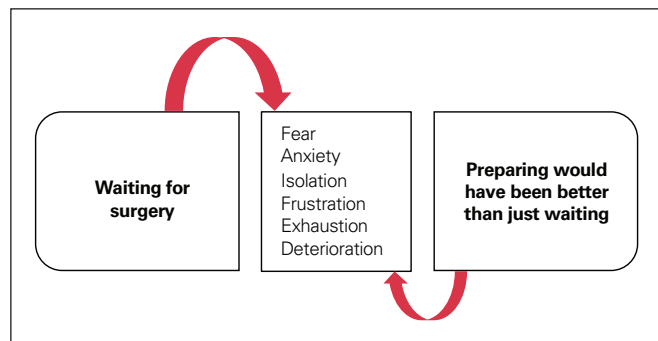 Waiting for
surgery
Fear
Anxiety
Isolation
Frustration
Exhaustion
Deterioration
Preparing would
have been better
than just waiting